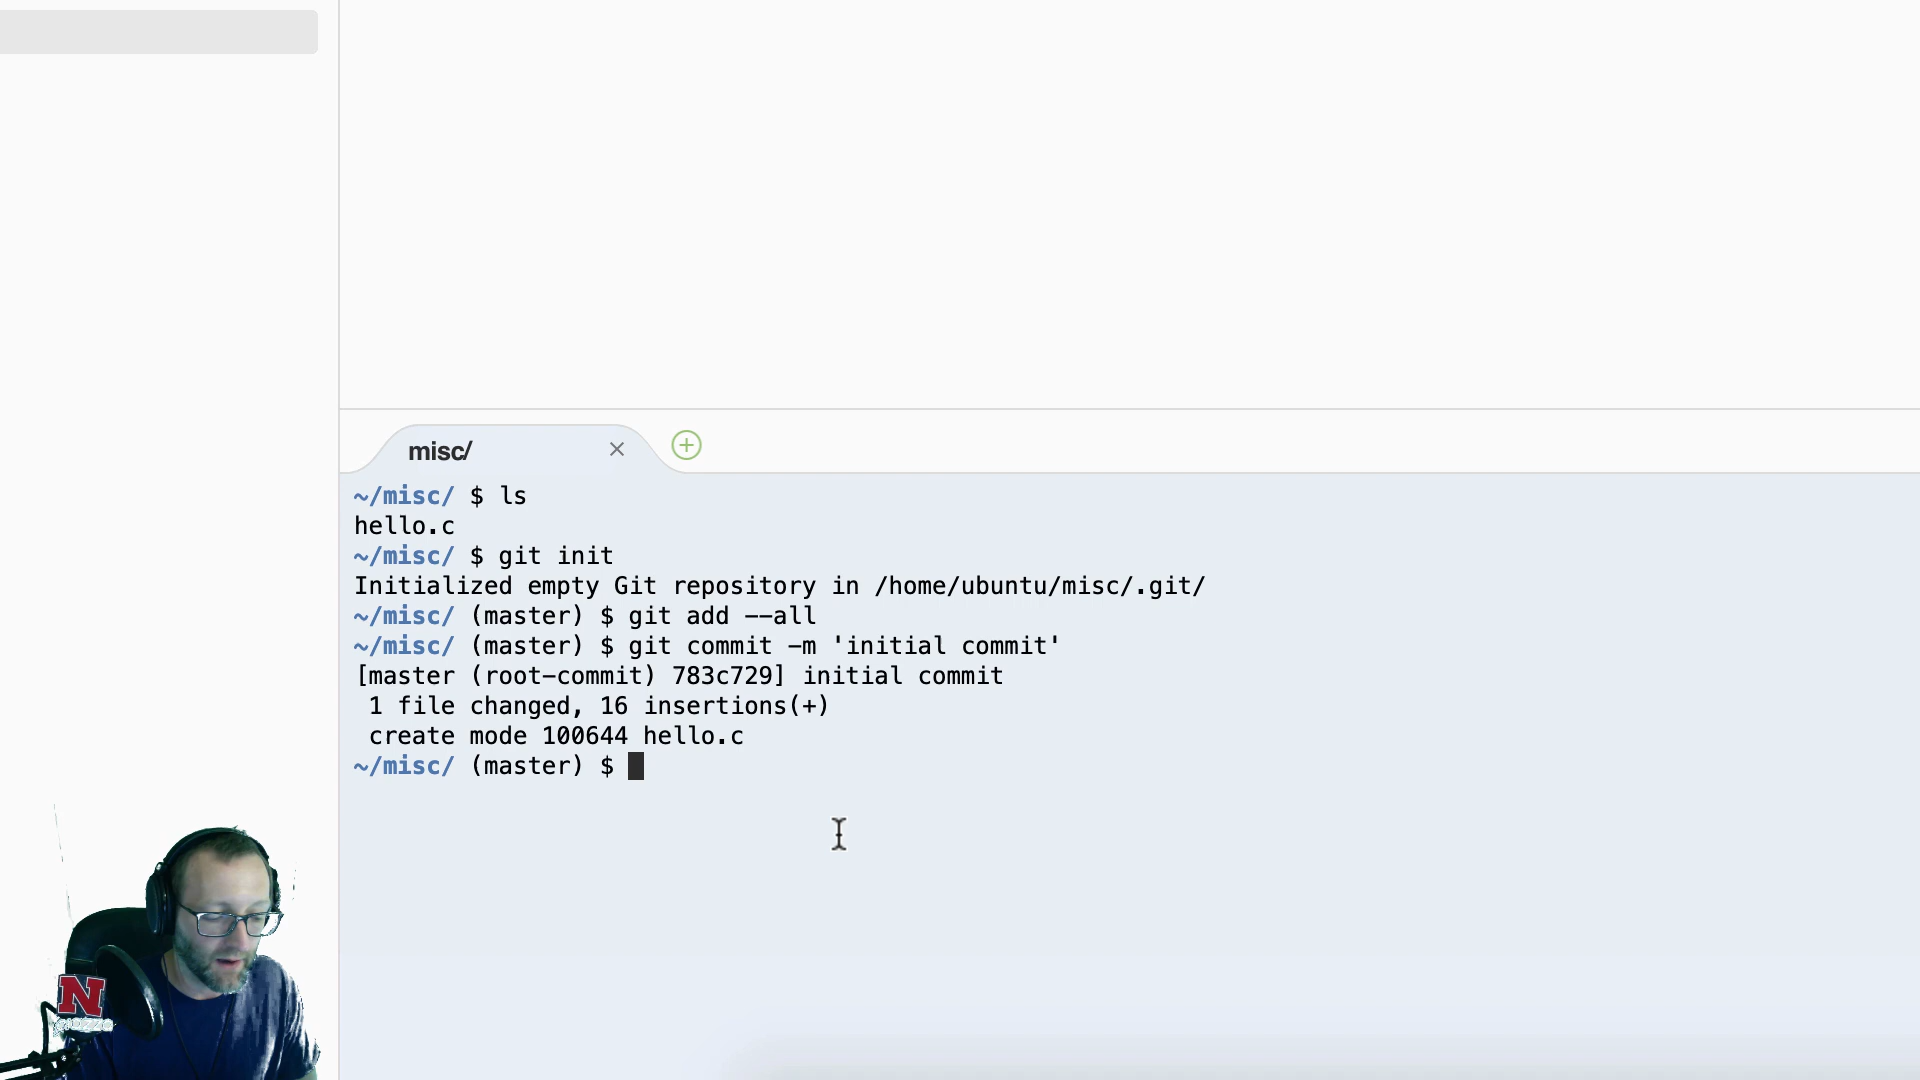 misc/
~/misc/ $ ls
hello.c
~/misc/ $ git init
Initialized empty Git repository in /home/ubuntu/misc/.git/
~/misc/ (master) $ git add --all
~/misc/ (master) $ git commit -m 'initial commit'
[master (root-commit) 783c729] initial commit
 1 file changed, 16 insertions(+)
 create mode 100644 hello.c
~/misc/ (master) $
N